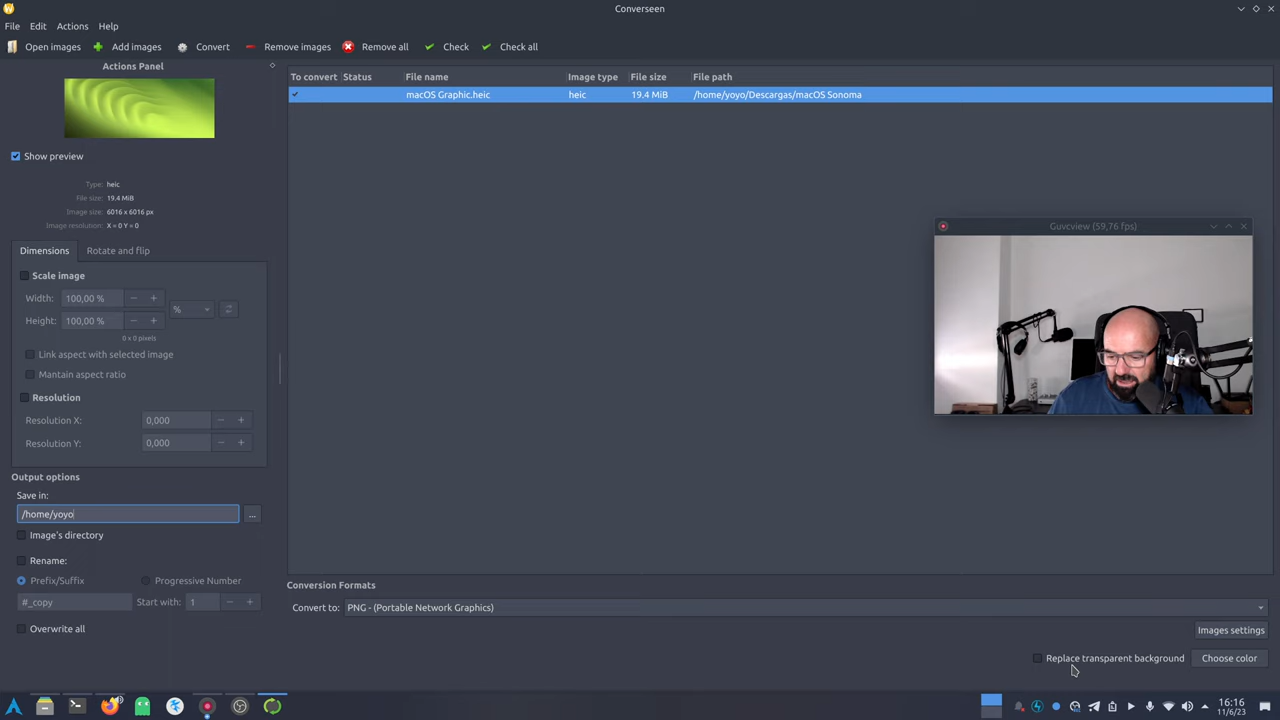 Converseen
File Edit Actions Help
Open images Add images Convert Remove images Remove all Check Check all
Actions Panel
To convert Status File name Image type File size File path
macOS Graphic.heic heic 19.4 MiB /home/yoyo/Descargas/macOS Sonoma
Show preview
Type: heic
File size: 19.4 MiB
Image size: 6016 x 6016 px
Image resolution: X = 0 Y = 0
Guvcview (59,76 fps)
Dimensions Rotate and flip
Scale image
Width: 100,00 %
%
Height: 100,00 %
0 x 0 pixels
Link aspect with selected image
Mantain aspect ratio
Resolution
Resolution X: 0,000
Resolution Y: 0,000
Output options
Save in:
/home/yoyo ...
Image's directory
Rename:
Prefix/Suffix Progressive Number
#_copy Start with: 1
Overwrite all
Conversion Formats
Convert to: PNG - (Portable Network Graphics)
Images settings
Replace transparent background Choose color
16:16
11/6/23